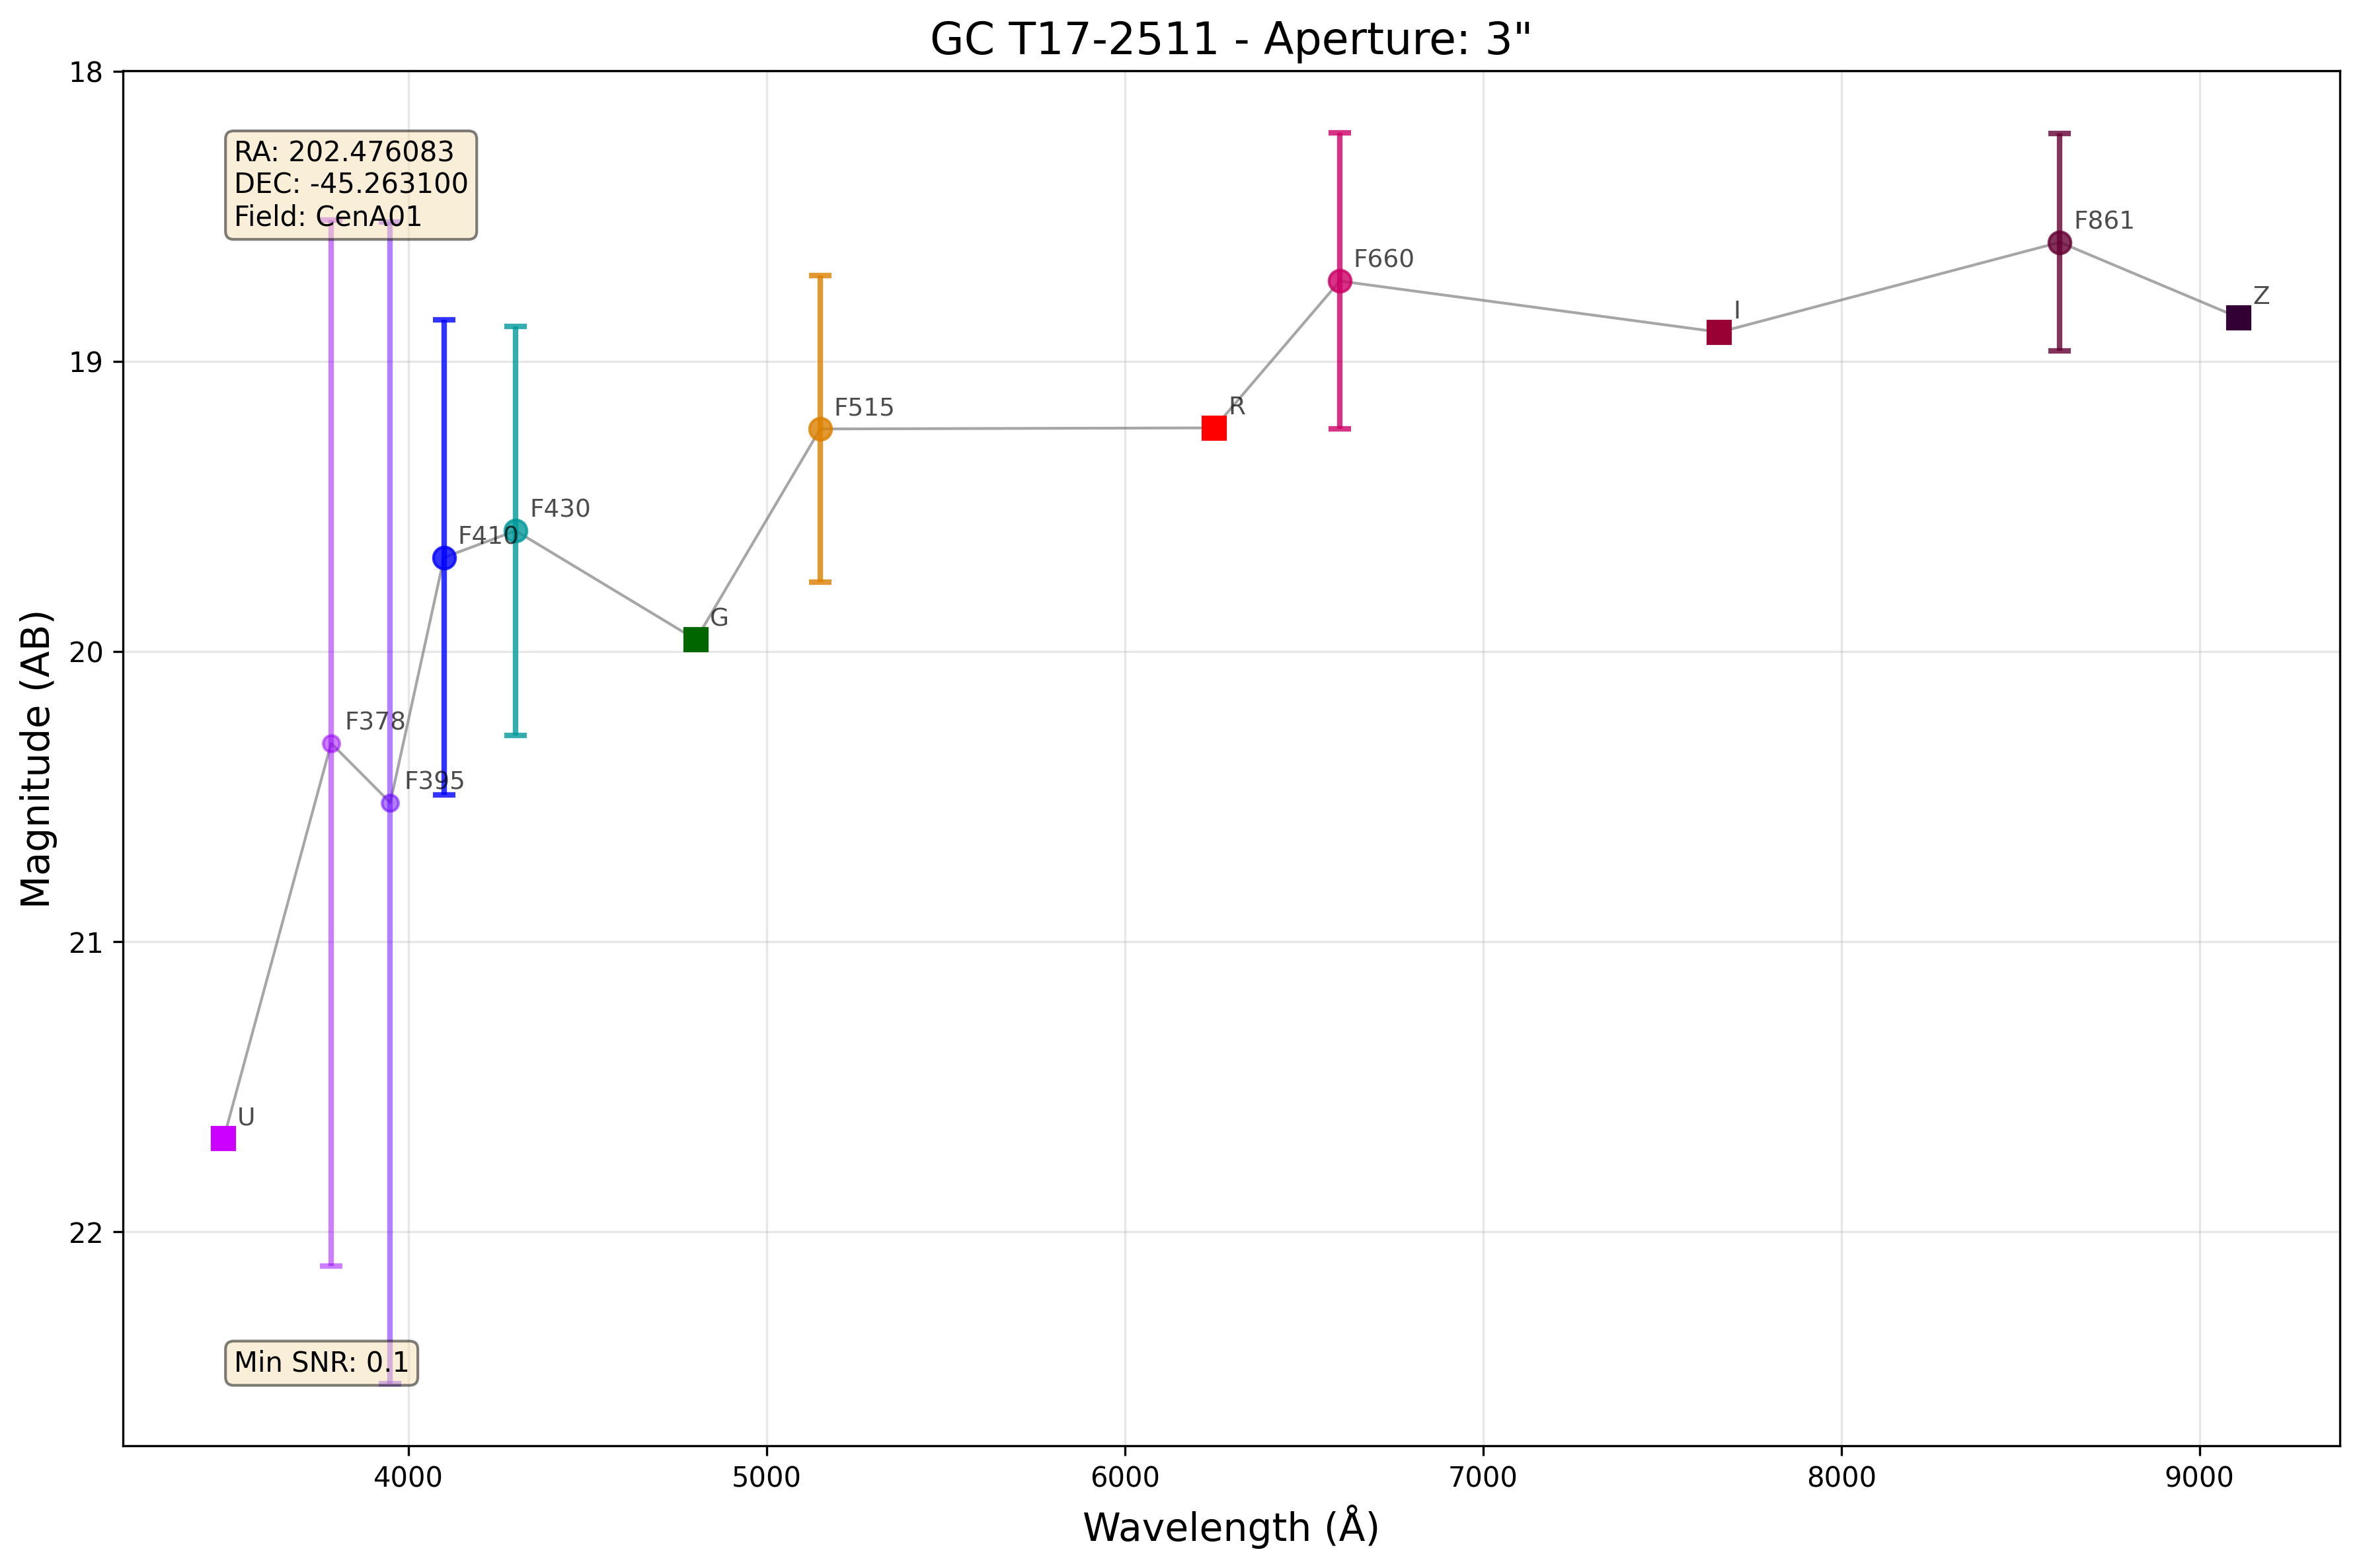 GC T17-2511 - Aperture: 3"
18
RA: 202.476083
DEC: -45.263100
Field: CenA01
F861
F660
Z
I
19
F515
R
F430
F410
G
20
F378
F395
21
U
22
Min SNR: 0.1
Magnitude (AB)
4000
5000
6000
7000
8000
9000
Wavelength (Å)